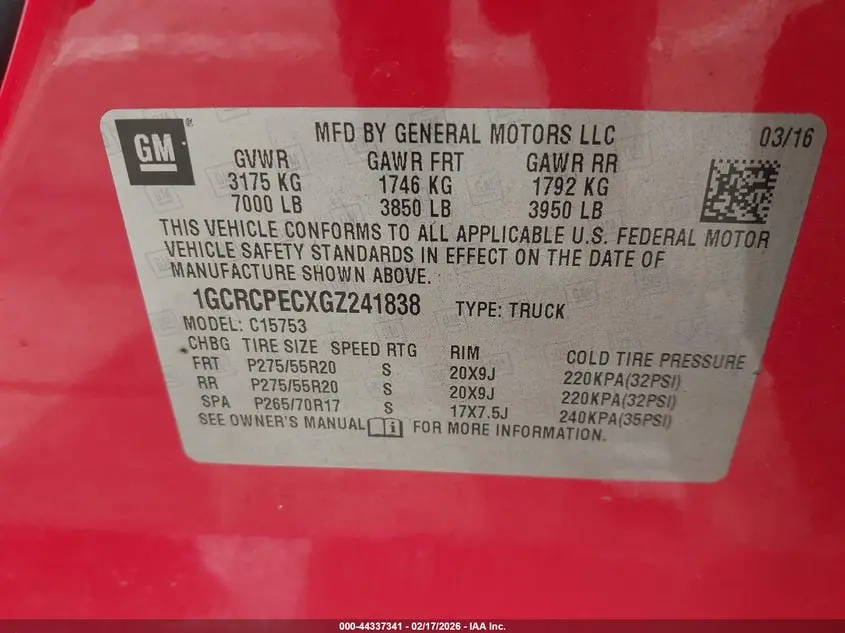 GM
®
MFD BY GENERAL MOTORS LLC
03/16
GVWR GAWR FRT GAWR RR
3175 KG 1746 KG 1792 KG
7000 LB 3850 LB 3950 LB
THIS VEHICLE CONFORMS TO ALL APPLICABLE U.S. FEDERAL MOTOR
VEHICLE SAFETY STANDARDS IN EFFECT ON THE DATE OF
MANUFACTURE SHOWN ABOVE.
1GCRCPECXGZ241838 TYPE: TRUCK
MODEL: C15753
CHBG TIRE SIZE SPEED RTG RIM COLD TIRE PRESSURE
FRT P275/55R20 S 20X9J 220KPA(32PSI)
RR P275/55R20 S 20X9J 220KPA(32PSI)
SPA P265/70R17 S 17X7.5J 240KPA(35PSI)
SEE OWNER'S MANUAL i FOR MORE INFORMATION.
000-44337341 - 02/17/2026 - IAA Inc.